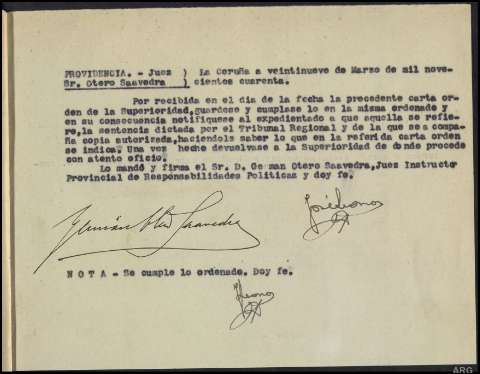 PROVIDENCIA. - Juez ) La Coruña a veintinueve de Marzo de mil nove-
Sr. Otero Saavedra ) cientos cuarenta.
Por recibida en el dia de la fecha la precedente carta or-
den de la Superioridad, guardese y cumplase lo en la misma ordenado y
en su consecuencia notifiquese al expedientado a que aquella se refie-
re, la sentencia dictada por el Tribunal Regional y de la que se acompa-
ña copia autorizada, haciendole saber lo que en la referida carta orden
se indica. Una vez hecho devuelvase a la Superioridad de donde procede
con atento oficio.
Lo mandó y firma el Sr. D. Ge man Otero Saavedra, Juez Instructor
Provincial de Responsabilidades Politicas y doy fe.
Germán Otero Saavedra
N O T A - Se cumple lo ordenado. Doy fe.
ARG